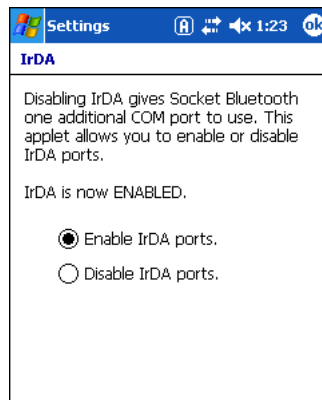 Settings A 1:23 ok
IrDA
Disabling IrDA gives Socket Bluetooth
one additional COM port to use. This
applet allows you to enable or disable
IrDA ports.
IrDA is now ENABLED.
Enable IrDA ports.
Disable IrDA ports.